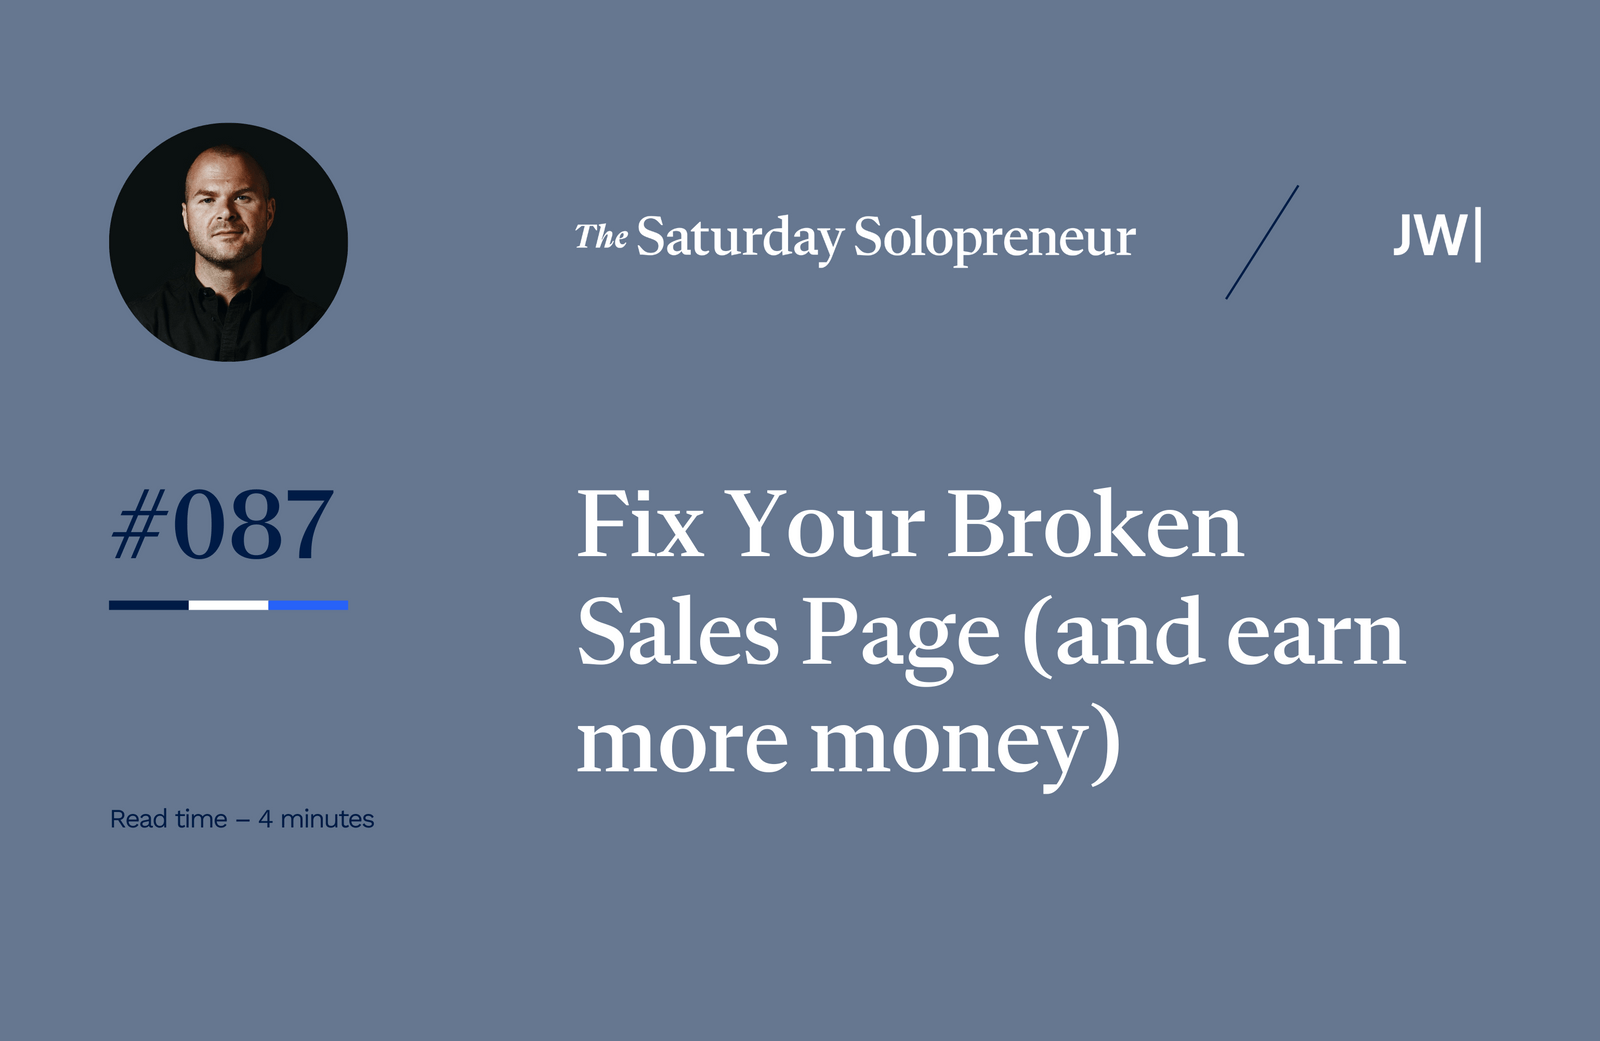 The Saturday Solopreneur
JW|
#087
Fix Your Broken
Sales Page (and earn
more money)
Read time – 4 minutes